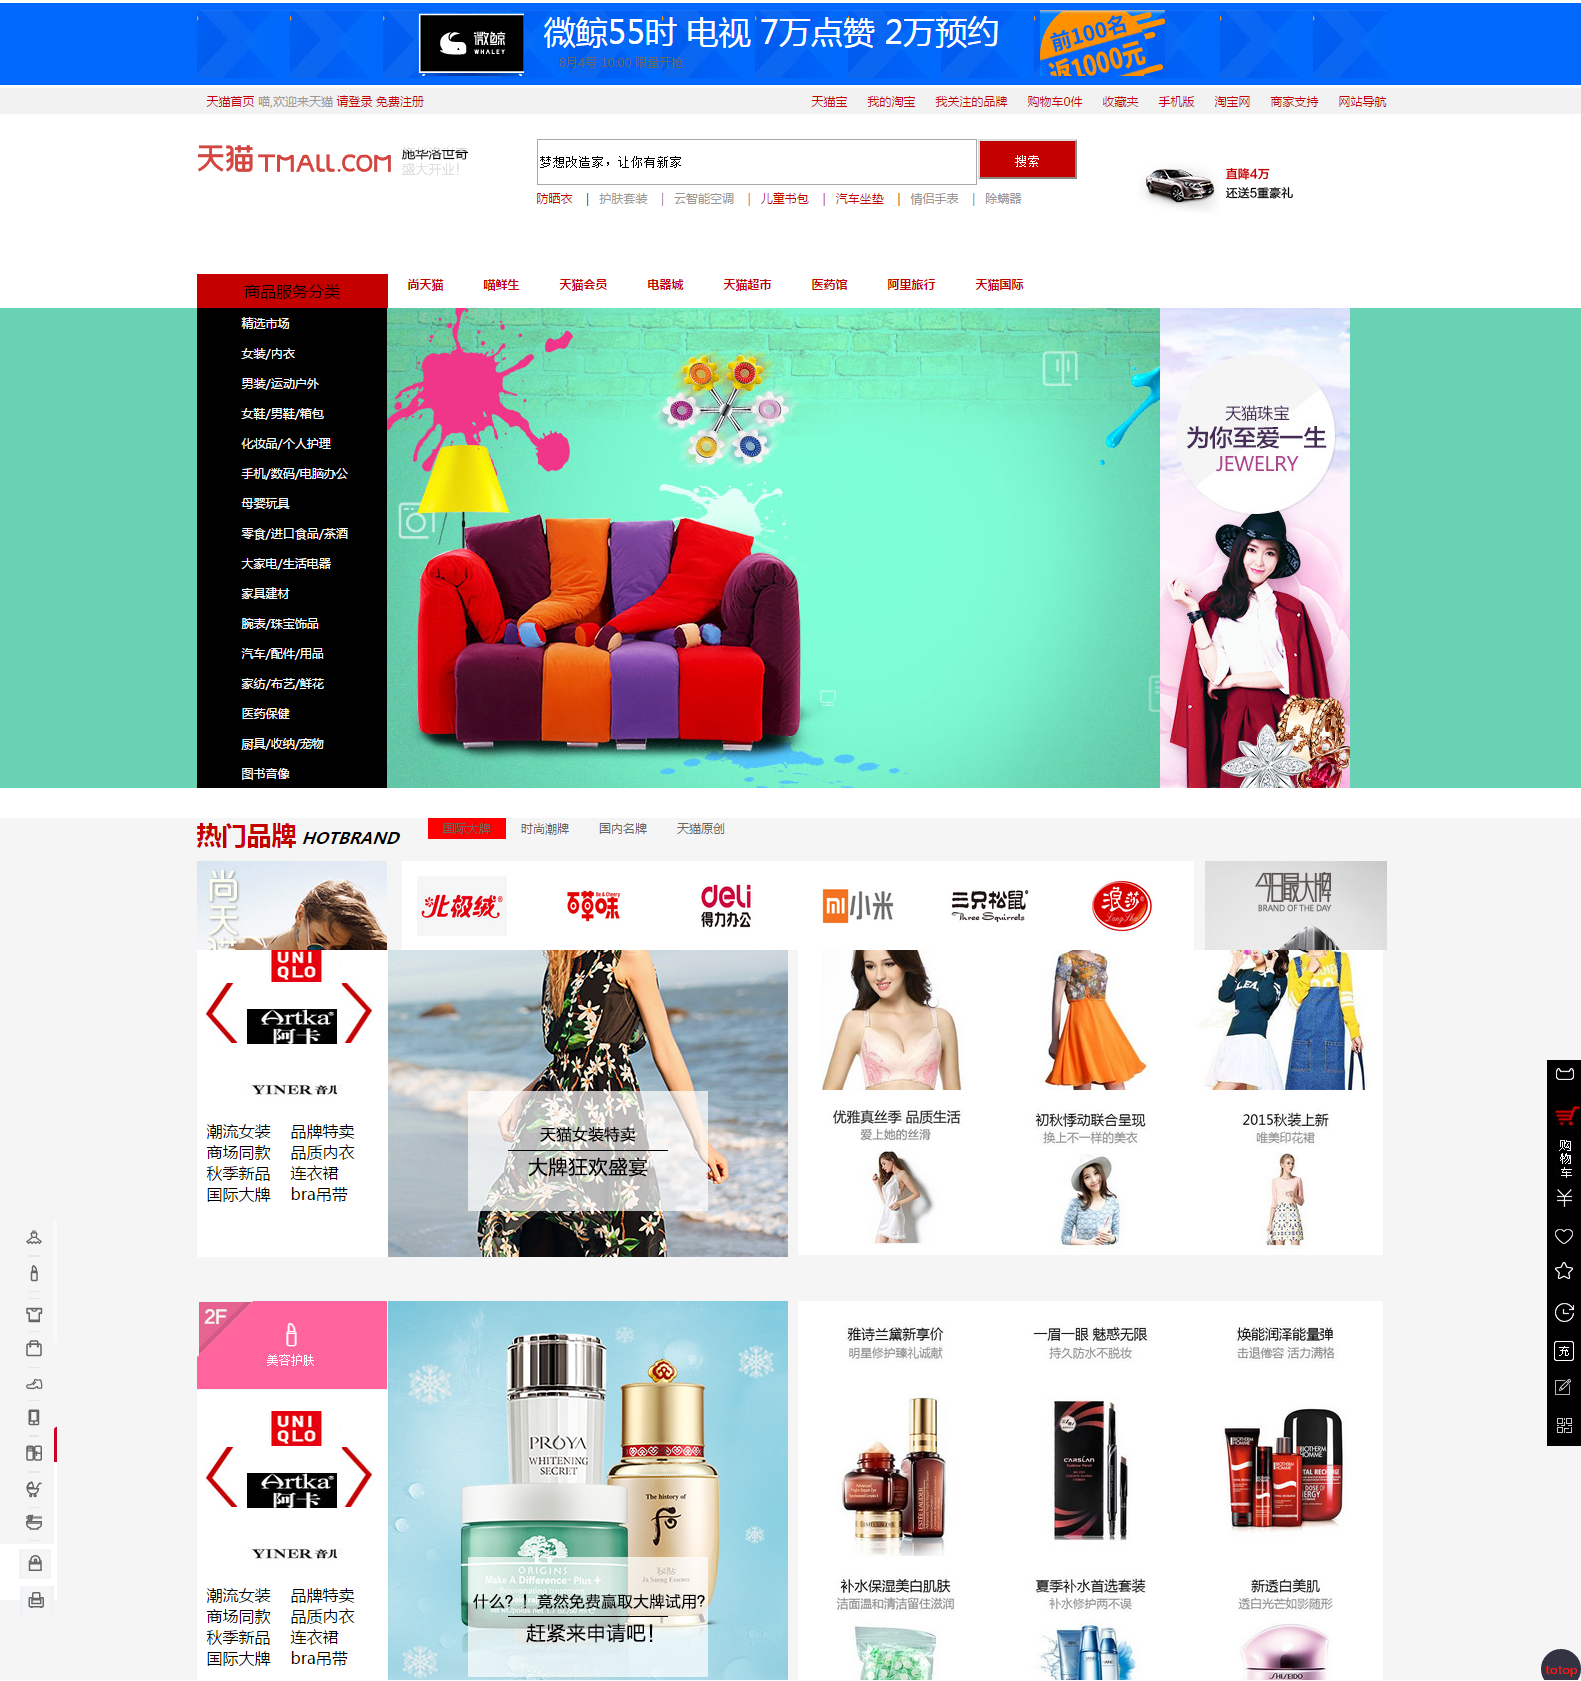 微鲸
WHALEY
微鲸55吋 电视 7万点赞 2万预约
8月4号 10:00 限量开抢
前100名
返1000元
天猫首页 喵,欢迎来天猫 请登录 免费注册
天猫宝 我的淘宝 我关注的品牌 购物车0件 收藏夹 手机版 淘宝网 商家支持 网站导航
天猫 TMALL.COM
施华洛世奇
盛大开业!
梦想改造家，让你有新家
搜索
防晒衣 | 护肤套装 | 云智能空调 | 儿童书包 | 汽车坐垫 | 情侣手表 | 除螨器
直降4万
还送5重豪礼
商品服务分类
尚天猫 喵鲜生 天猫会员 电器城 天猫超市 医药馆 阿里旅行 天猫国际
精选市场
女装/内衣
男装/运动户外
女鞋/男鞋/箱包
化妆品/个人护理
手机/数码/电脑办公
母婴玩具
零食/进口食品/茶酒
大家电/生活电器
家具建材
腕表/珠宝饰品
汽车/配件/用品
家纺/布艺/鲜花
医药保健
厨具/收纳/宠物
图书音像
天猫珠宝
为你至爱一生
JEWELRY
热门品牌 HOTBRAND
国际大牌 时尚潮牌 国内名牌 天猫原创
尚天猫
北极绒®
百草味
Be & Cheery
deli
得力办公
mi小米
三只松鼠
Three Squirrels
浪莎
LangSha
今日最大牌
BRAND OF THE DAY
UNI
QLO
Artka®
阿卡
YINER 音儿
潮流女装 品牌特卖
商场同款 品质内衣
秋季新品 连衣裙
国际大牌 bra吊带
天猫女装特卖
大牌狂欢盛宴
优雅真丝季 品质生活
爱上她的丝滑
初秋悸动联合呈现
换上不一样的美衣
2015秋装上新
唯美印花裙
购物车
充
2F
美容护肤
UNI
QLO
Artka®
阿卡
YINER 音儿
潮流女装 品牌特卖
商场同款 品质内衣
秋季新品 连衣裙
国际大牌 bra吊带
PROYA
WHITENING
SECRET
The history of
ORIGINS
Make A Difference™ Plus +
什么？！竟然免费赢取大牌试用?
赶紧来申请吧!
雅诗兰黛新享价
明星修护臻礼诚献
一眉一眼 魅惑无限
持久防水不脱妆
焕能润泽能量弹
击退倦容 活力满格
ESTEE LAUDER
CARSLAN
BIOTHERM
HOMME
补水保湿美白肌肤
洁面温和清洁留住滋润
夏季补水首选套装
补水修护两不误
新透白美肌
透白光芒如影随形
SHISEIDO
totop